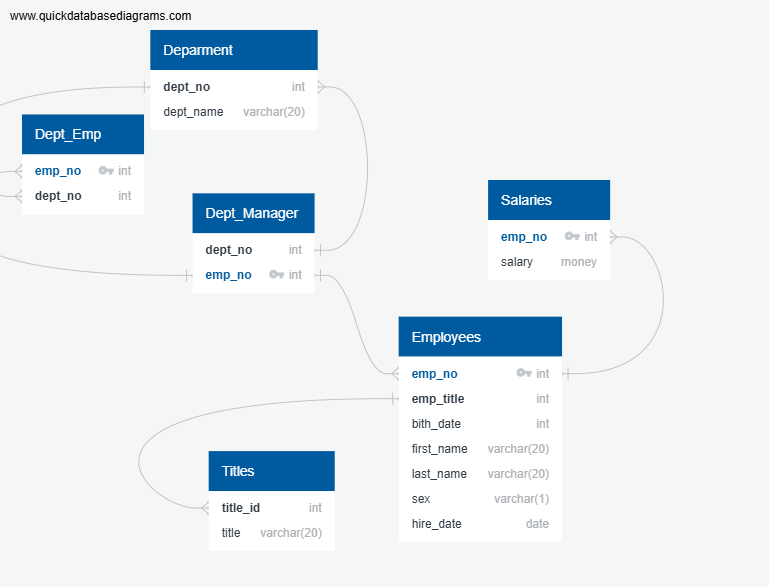 www.quickdatabasediagrams.com
Deparment
dept_no int
dept_name varchar(20)
Dept_Emp
emp_no int
dept_no int
Dept_Manager
dept_no int
emp_no int
Salaries
emp_no int
salary money
Employees
emp_no int
emp_title int
bith_date int
first_name varchar(20)
last_name varchar(20)
sex varchar(1)
hire_date date
Titles
title_id int
title varchar(20)